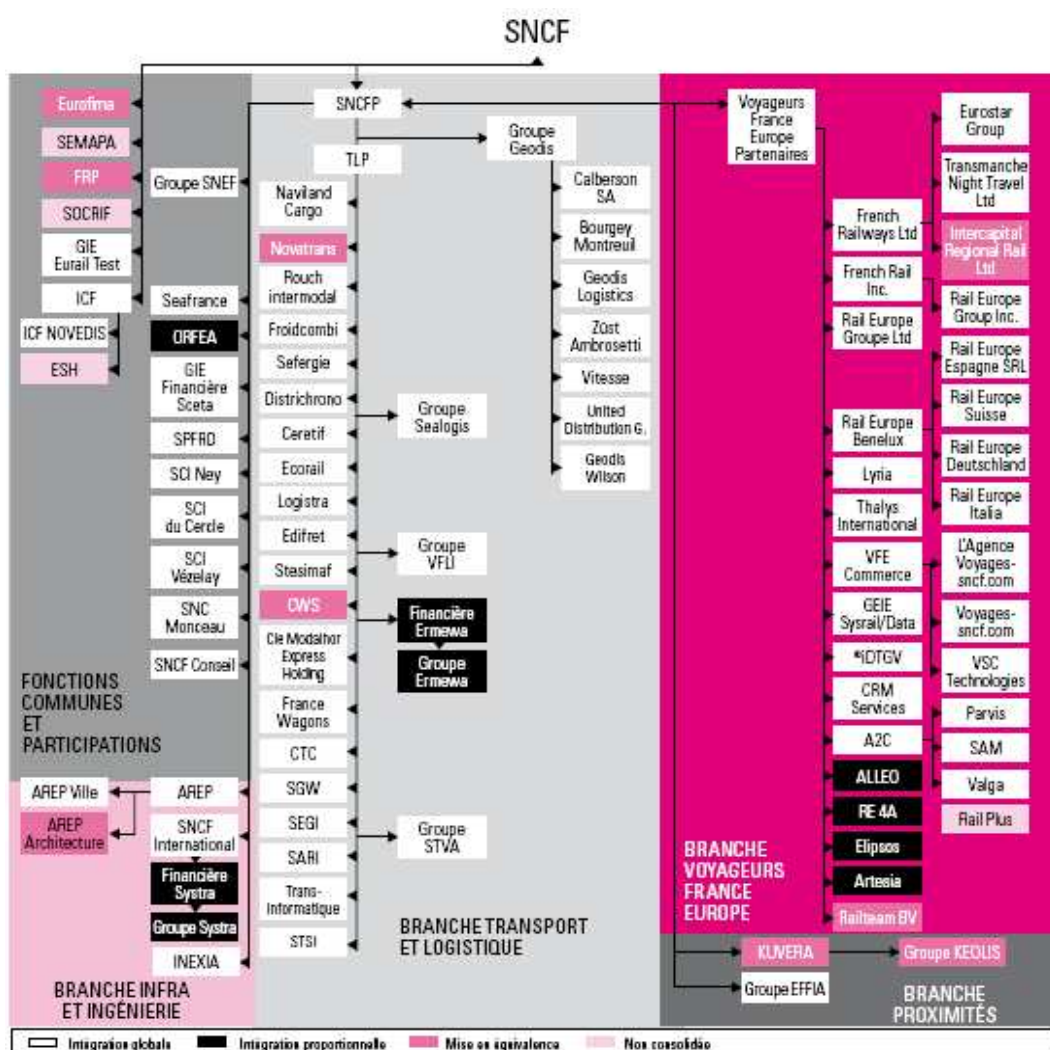 SNCF
Eurofima
SEMAPA
FRP
SOCRIF
GIE
Eurail Test
ICF
ICF NOVEDIS
ESH
Groupe SNEF
Seafrance
ORFEA
GIE
Financière
Sceta
SPFRD
SCI Ney
SCI
du Cercle
SCI
Vézelay
SNC
Monceau
SNCF Conseil
FONCTIONS
COMMUNES
ET
PARTICIPATIONS
AREP Ville
AREP
Architecture
AREP
SNCF
International
Financière
Systra
Groupe Systra
INEXIA
BRANCHE INFRA
ET INGÉNIERIE
SNCFP
TLP
Naviland
Cargo
Novatrans
Rouch
intermodal
Froidcombi
Sefergie
Districhrono
Ceretif
Ecorail
Logistra
Edifret
Stesimaf
CWS
Cie Modalhor
Express
Holding
France
Wagons
CTC
SGW
SEGI
SARI
Trans-
Informatique
STSI
Groupe
Geodis
Calberson
SA
Bourgey
Montreuil
Geodis
Logistics
Züst
Ambrosetti
Vitesse
United
Distribution G.
Geodis
Wilson
Groupe
Sealogis
Groupe
VFLI
Financière
Ermewa
Groupe
Ermewa
Groupe
STVA
BRANCHE TRANSPORT
ET LOGISTIQUE
Voyageurs
France
Europe
Partenaires
French
Railways Ltd
French Rail
Inc.
Rail Europe
Groupe Ltd
Rail Europe
Benelux
Lyria
Thalys
International
VFE
Commerce
GEIE
Sysrail/Data
*iDTGV
CRM
Services
A2C
ALLEO
RE 4A
Elipsos
Artesia
Railteam BV
Eurostar
Group
Transmanche
Night Travel
Ltd
Intercapital
Regional Rail
Ltd.
Rail Europe
Group Inc.
Rail Europe
Espagne SRL
Rail Europe
Suisse
Rail Europe
Deutschland
Rail Europe
Italia
L'Agence
Voyages-
sncf.com
Voyages-
sncf.com
VSC
Technologies
Parvis
SAM
Valga
Rail Plus
BRANCHE
VOYAGEURS
FRANCE
EUROPE
KUVERA
Groupe KEOLIS
Groupe EFFIA
BRANCHE
PROXIMITÉS
Intégration globale
Intégration proportionnelle
Mise en équivalence
Non consolidée